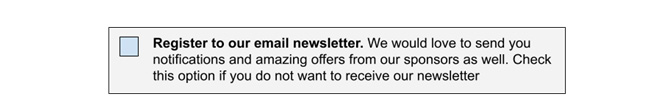 Register to our email newsletter. We would love to send you
notifications and amazing offers from our sponsors as well. Check
this option if you do not want to receive our newsletter